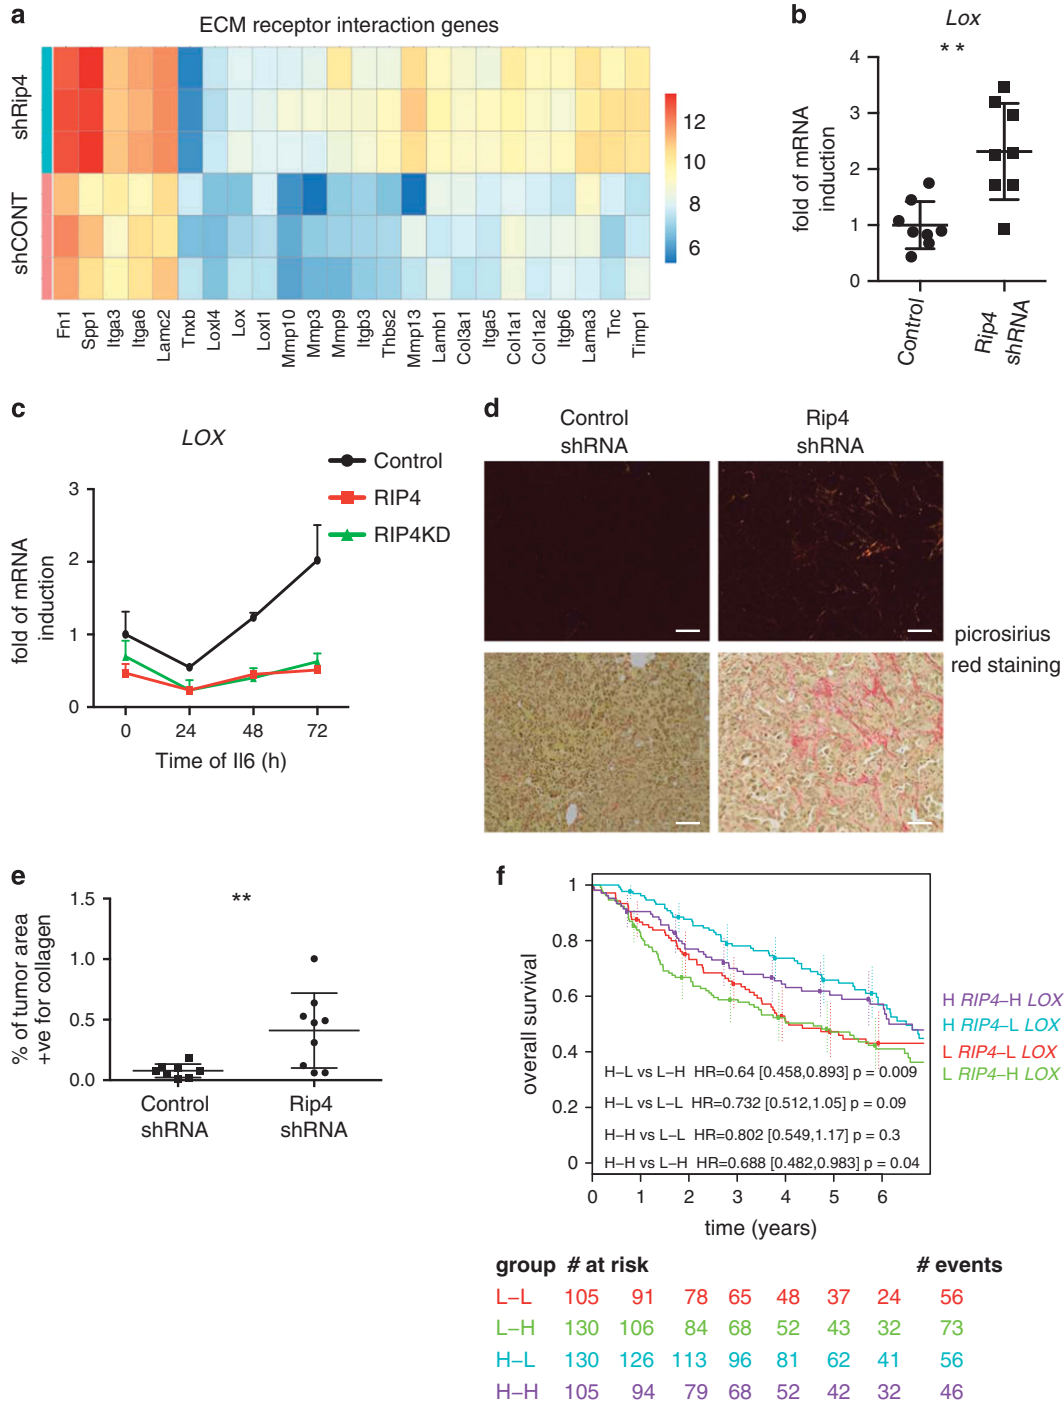 a
ECM receptor interaction genes
shRip4
shCONT
12
10
8
6
Fn1 Spp1 Itga3 Itga6 Lamc2 Tnxb Loxl4 Lox Loxl1 Mmp10 Mmp3 Mmp9 Itgb3 Thbs2 Mmp13 Lamb1 Col3a1 Itga5 Col1a1 Col1a2 Itgb6 Lama3 Tnc Timp1
b
Lox
**
fold of mRNA
induction
4
3
2
1
0
Control
Rip4
shRNA
c
LOX
Control
RIP4
RIP4KD
fold of mRNA
induction
3
2
1
0
0 24 48 72
Time of Il6 (h)
d
Control
shRNA
Rip4
shRNA
picrosirius
red staining
e
**
% of tumor area
+ve for collagen
1.5
1.0
0.5
0.0
Control
shRNA
Rip4
shRNA
f
overall survival
1
0.8
0.6
0.4
0.2
0
H RIP4–H LOX
H RIP4–L LOX
L RIP4–L LOX
L RIP4–H LOX
H–L vs L–H HR=0.64 [0.458,0.893] p = 0.009
H–L vs L–L HR=0.732 [0.512,1.05] p = 0.09
H–H vs L–L HR=0.802 [0.549,1.17] p = 0.3
H–H vs L–H HR=0.688 [0.482,0.983] p = 0.04
0 1 2 3 4 5 6
time (years)
group # at risk # events
L–L 105 91 78 65 48 37 24 56
L–H 130 106 84 68 52 43 32 73
H–L 130 126 113 96 81 62 41 56
H–H 105 94 79 68 52 42 32 46